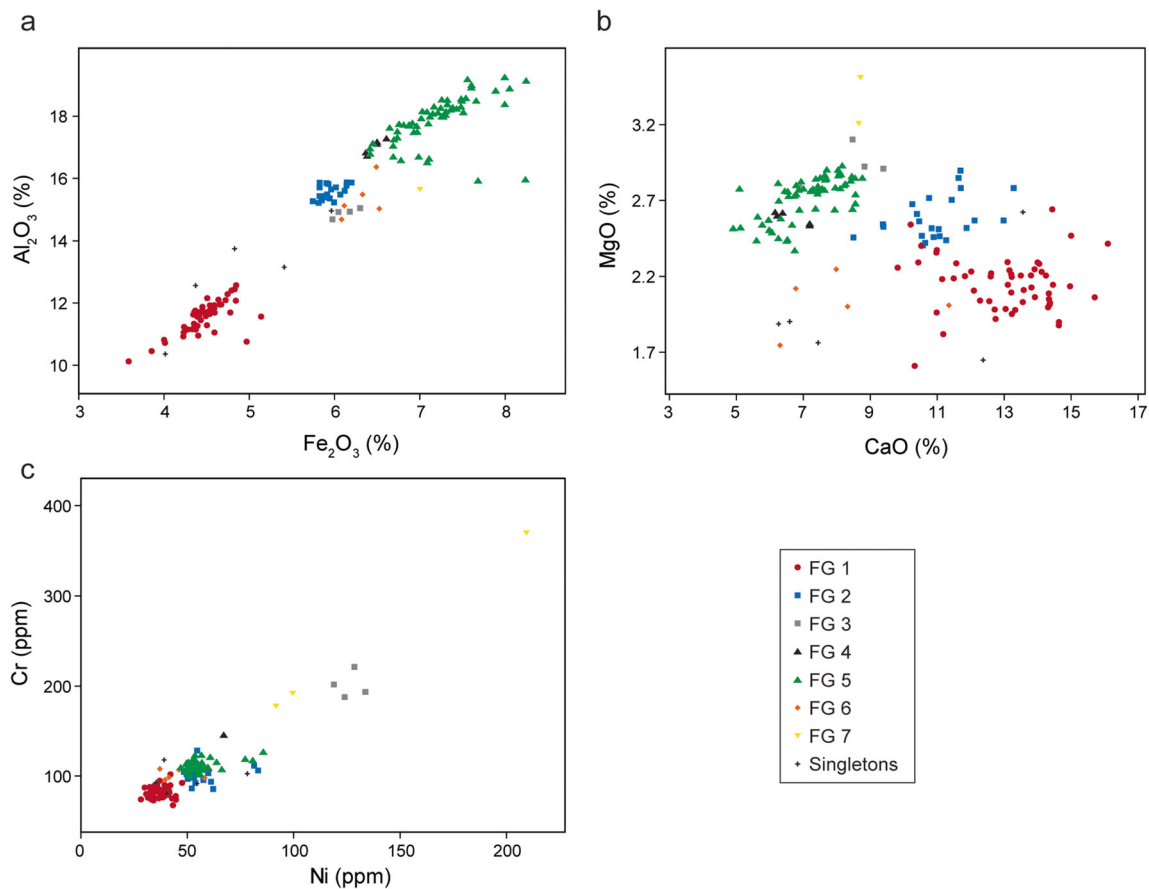 a
18
16
14
12
10
Al₂O₃ (%)
3 4 5 6 7 8
Fe₂O₃ (%)
b
3.2
2.7
2.2
1.7
MgO (%)
3 5 7 9 11 13 15 17
CaO (%)
c
400
300
200
100
Cr (ppm)
0 50 100 150 200
Ni (ppm)
FG 1
FG 2
FG 3
FG 4
FG 5
FG 6
FG 7
Singletons